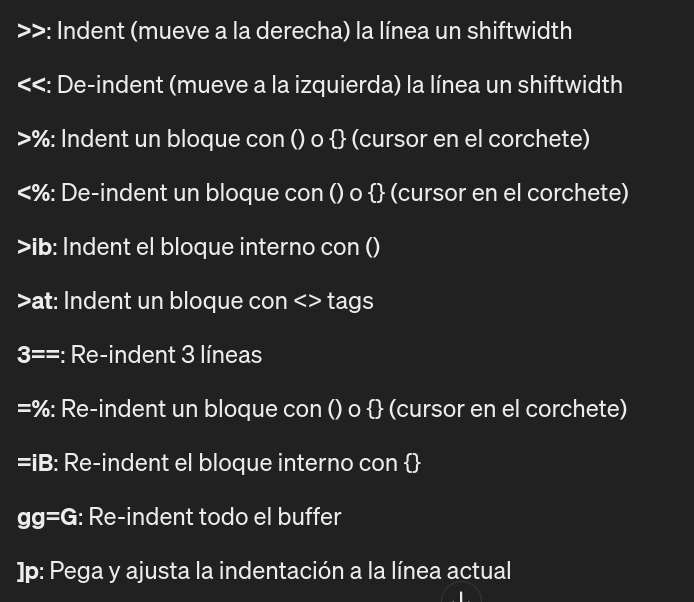 >>: Indent (mueve a la derecha) la línea un shiftwidth
<<: De-indent (mueve a la izquierda) la línea un shiftwidth
>%: Indent un bloque con () o {} (cursor en el corchete)
<%: De-indent un bloque con () o {} (cursor en el corchete)
>ib: Indent el bloque interno con ()
>at: Indent un bloque con <> tags
3==: Re-indent 3 líneas
=%: Re-indent un bloque con () o {} (cursor en el corchete)
=iB: Re-indent el bloque interno con {}
gg=G: Re-indent todo el buffer
]p: Pega y ajusta la indentación a la línea actual